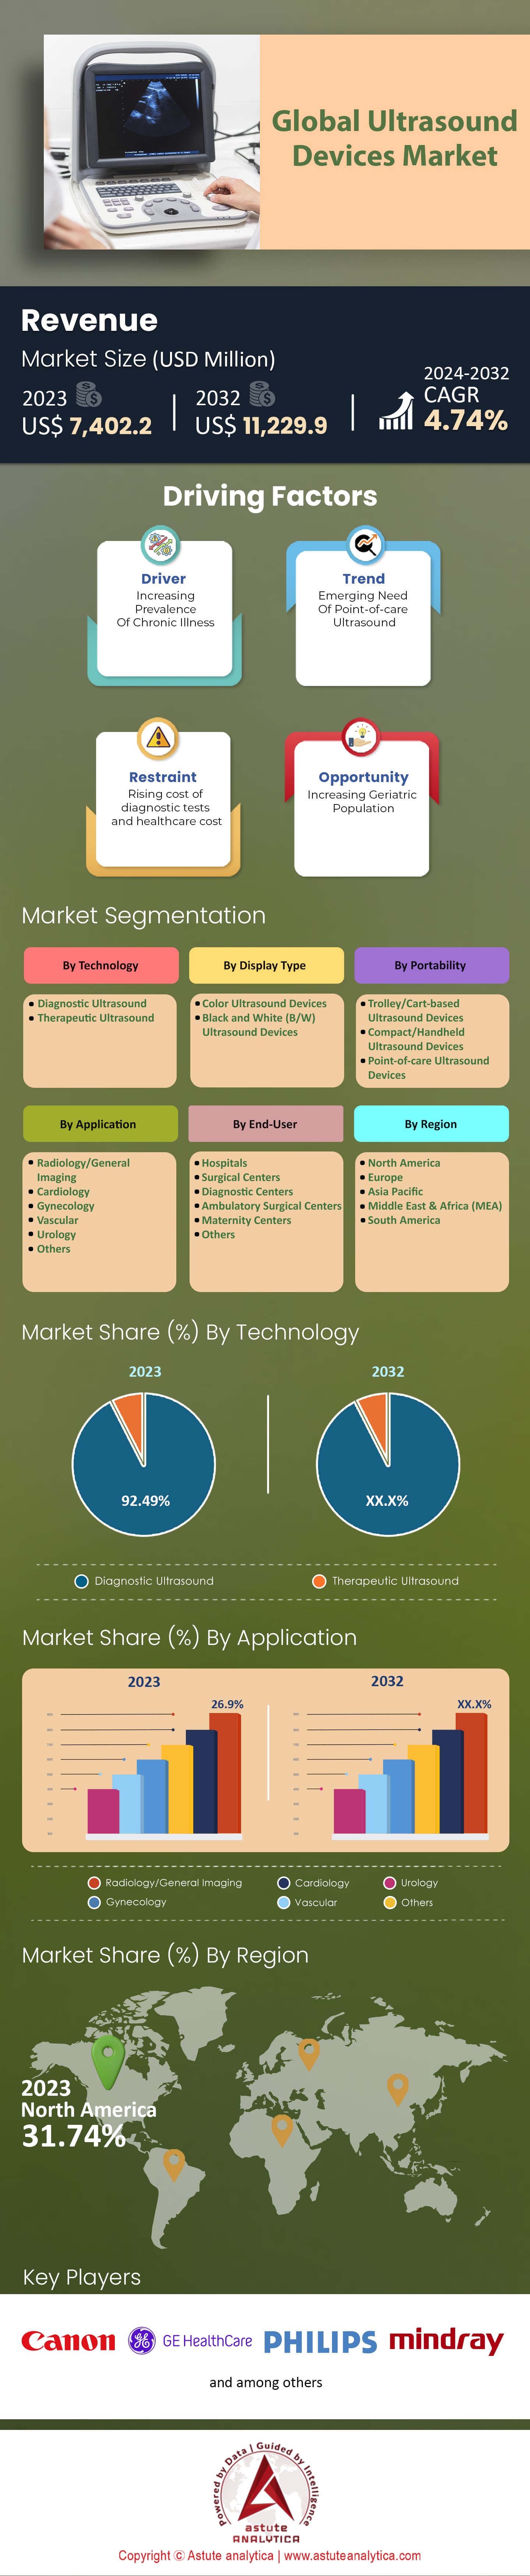 Global Ultrasound
Devices Market
Revenue
Market Size (USD Million)
2023
US$ 7,402.2
2032
US$ 11,229.9
2024-2032
CAGR
4.74%
Driving Factors
Driver
Increasing
Prevalence
Of Chronic Illness
Trend
Emerging Need
Of Point-of-care
Ultrasound
Restraint
Rising cost of
diagnostic tests
and healthcare cost
Opportunity
Increasing Geriatric
Population
Market Segmentation
By Technology
Diagnostic Ultrasound
Therapeutic Ultrasound
By Display Type
Color Ultrasound Devices
Black and White (B/W)
Ultrasound Devices
By Portability
Trolley/Cart-based
Ultrasound Devices
Compact/Handheld
Ultrasound Devices
Point-of-care Ultrasound
Devices
By Application
Radiology/General
Imaging
Cardiology
Gynecology
Vascular
Urology
Others
By End-User
Hospitals
Surgical Centers
Diagnostic Centers
Ambulatory Surgical Centers
Maternity Centers
Others
By Region
North America
Europe
Asia Pacific
Middle East & Africa (MEA)
South America
Market Share (%) By Technology
2023
92.49%
2032
XX.X%
Diagnostic Ultrasound
Therapeutic Ultrasound
Market Share (%) By Application
2023
26.9%
2032
XX.X%
Radiology/General Imaging
Cardiology
Urology
Gynecology
Vascular
Others
Market Share (%) By Region
2023
North America
31.74%
Key Players
Canon
GE HealthCare
PHILIPS
mindray
and among others
Powered by Data | Guided by Intelligence
astute
ANALYTICA
Copyright © Astute analytica | www.astuteanalytica.com